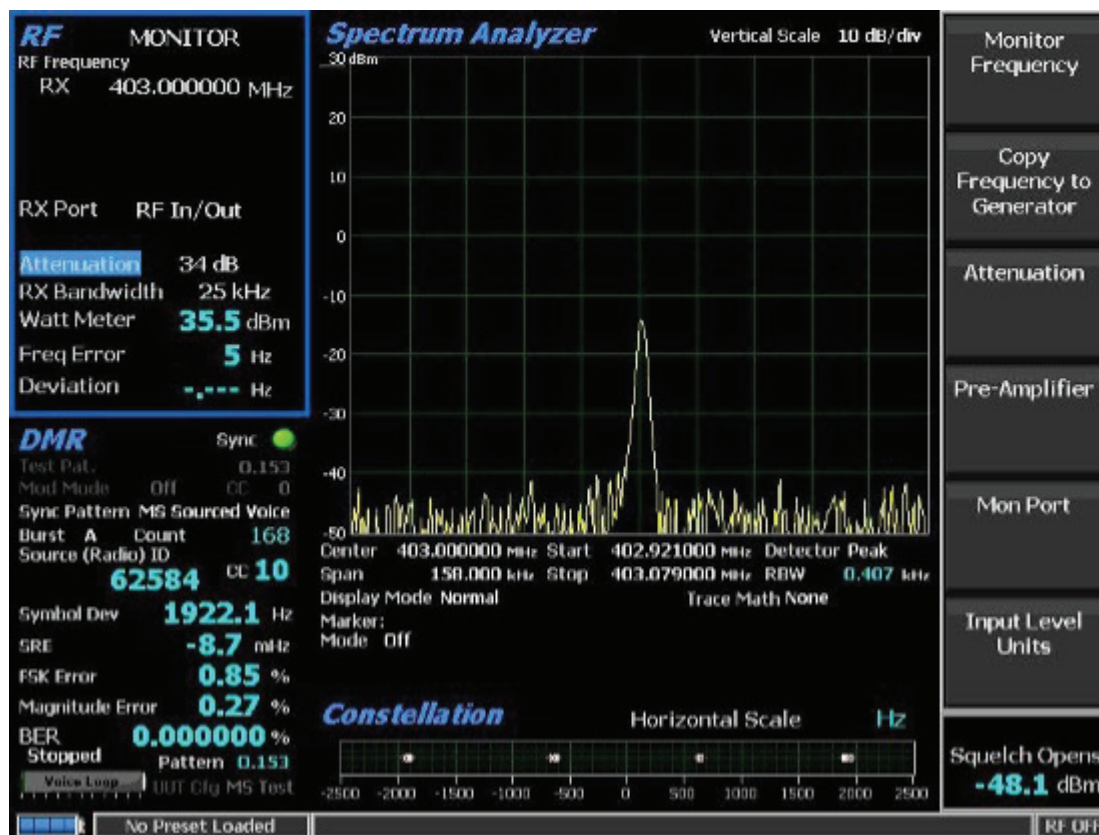 RF MONITOR
RF Frequency
RX 403.000000 MHz
RX Port RF In/Out
Attenuation 34 dB
RX Bandwidth 25 kHz
Watt Meter 35.5 dBm
Freq Error 5 Hz
Deviation -.--- Hz
DMR Sync
Test Pat. 0.153
Mod Mode Off CC 0
Sync Pattern MS Sourced Voice
Burst A Count 168
Source (Radio) ID
62584 CC 10
Symbol Dev 1922.1 Hz
SRE -8.7 mHz
FSK Error 0.85 %
Magnitude Error 0.27 %
BER 0.000000 %
Stopped Pattern 0.153
Voice Loop UUT Cfg MS Test
Spectrum Analyzer Vertical Scale 10 dB/div
30 dBm
20
10
0
-10
-20
-30
-40
-50
Center 403.000000 MHz Start 402.921000 MHz Detector Peak
Span 158.000 kHz Stop 403.079000 MHz RBW 0.407 kHz
Display Mode Normal Trace Math None
Marker:
Mode Off
Constellation Horizontal Scale Hz
-2500 -2000 -1500 -1000 -500 0 500 1000 1500 2000 2500
Monitor
Frequency
Copy
Frequency to
Generator
Attenuation
Pre-Amplifier
Mon Port
Input Level
Units
Squelch Opens
-48.1 dBm
No Preset Loaded RF OFF